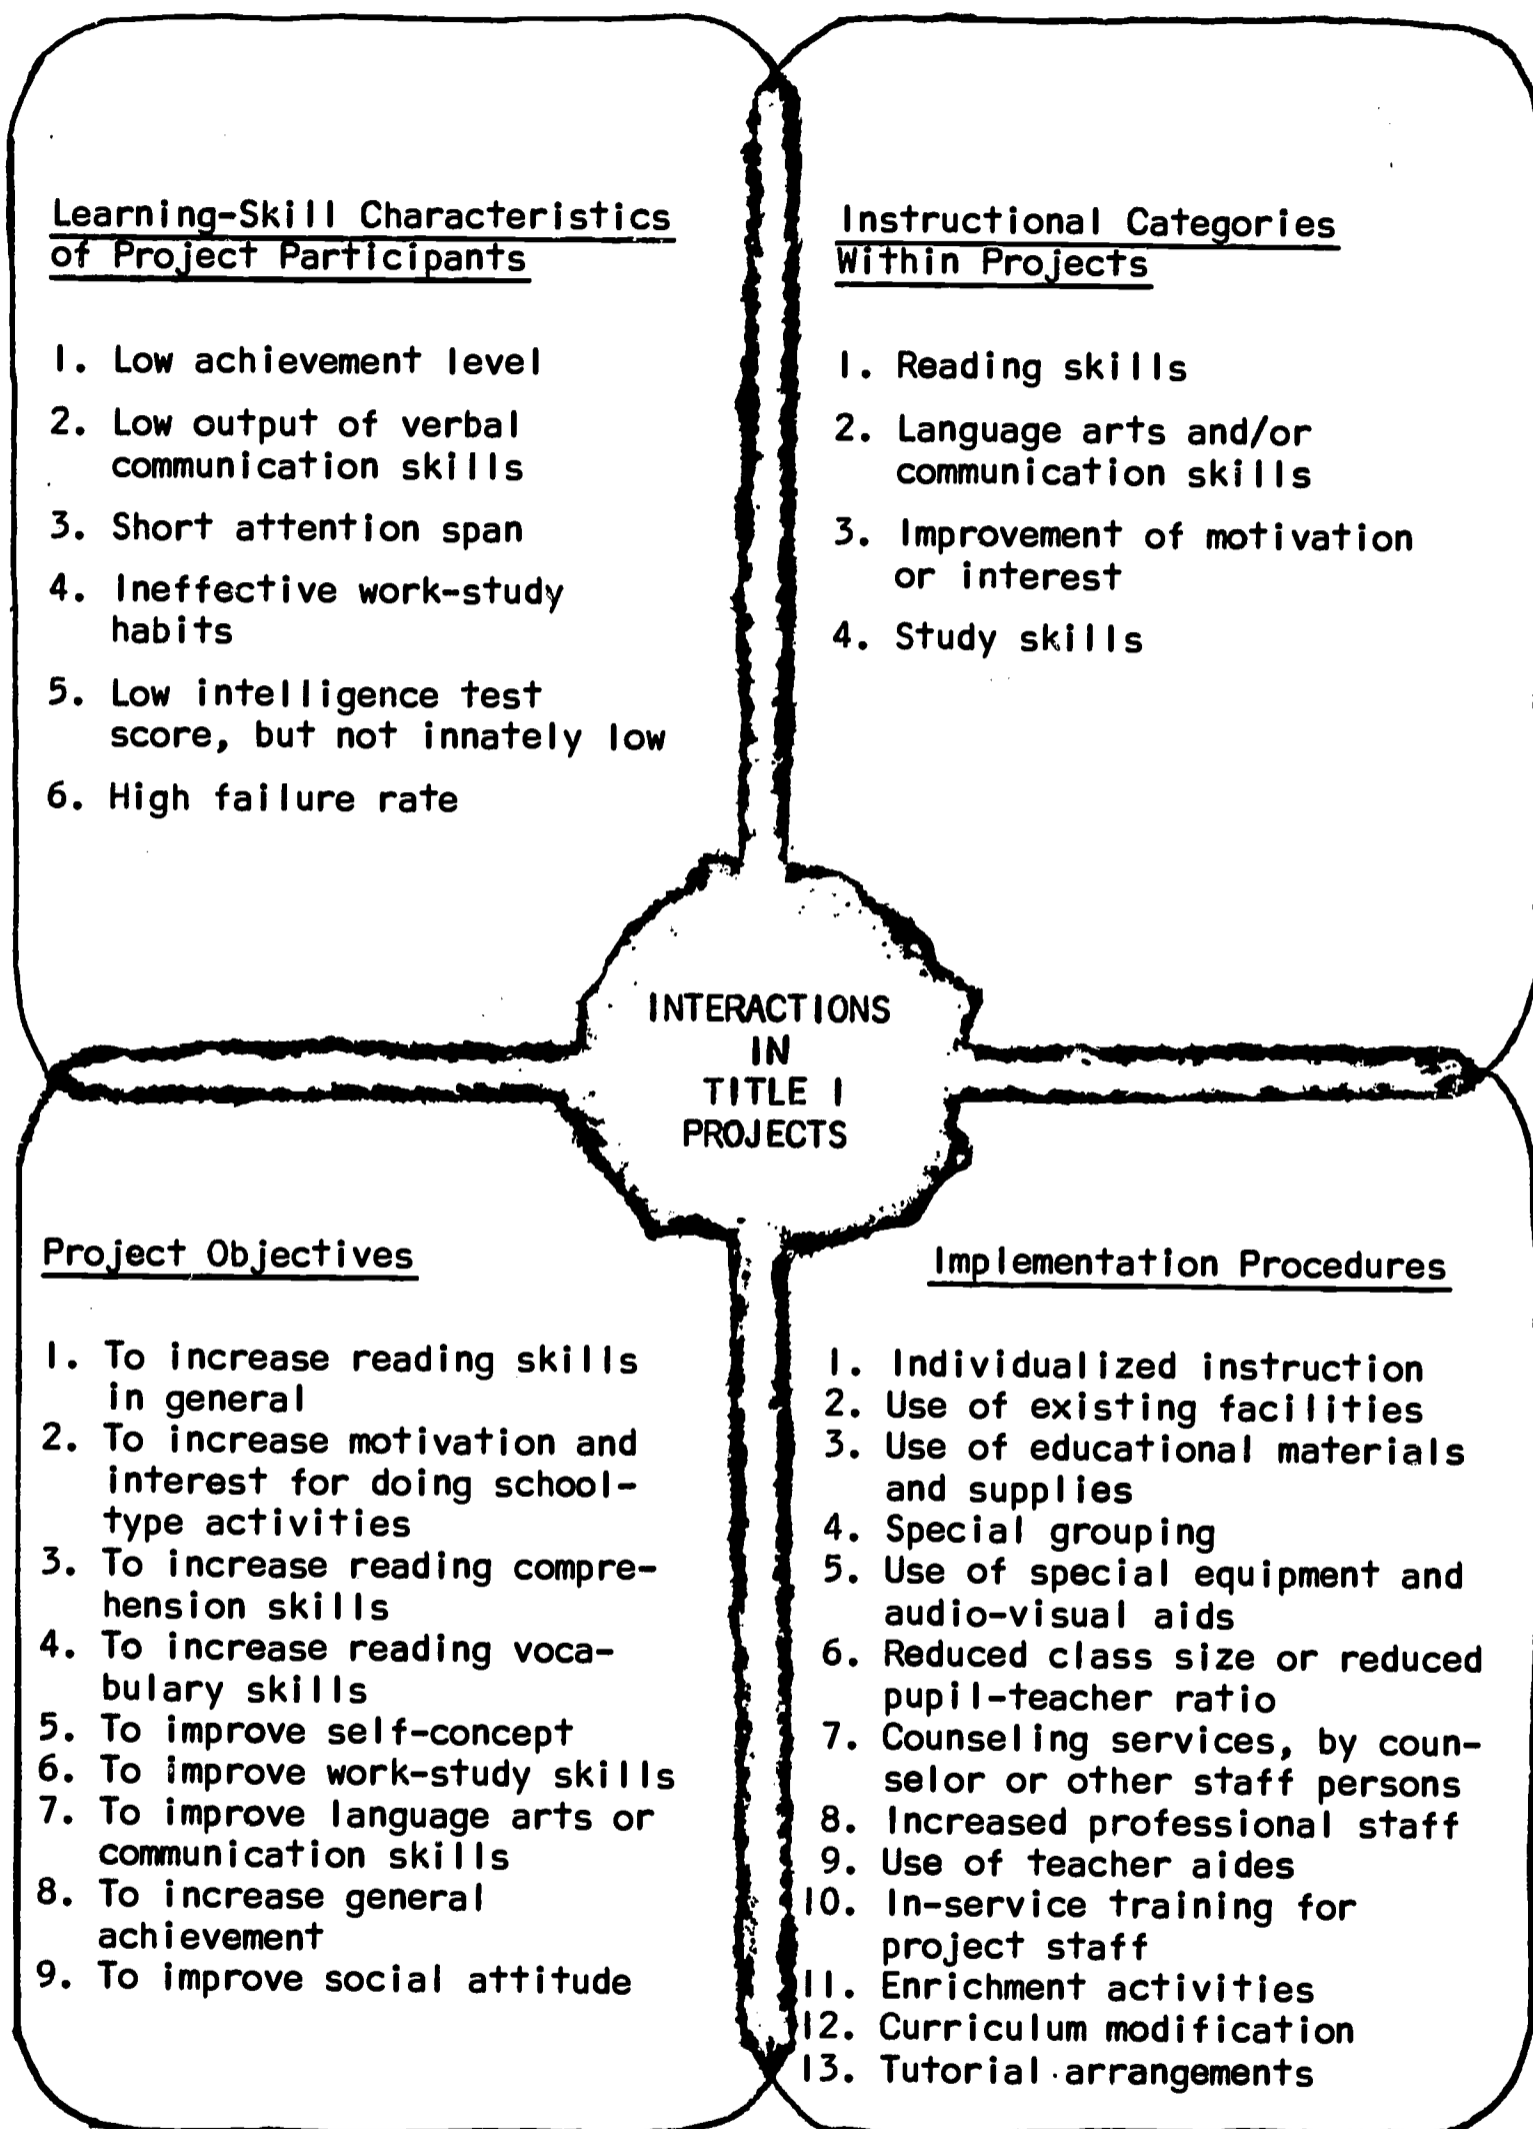 Learning-Skill Characteristics
of Project Participants
1. Low achievement level
2. Low output of verbal
communication skills
3. Short attention span
4. Ineffective work-study
habits
5. Low intelligence test
score, but not innately low
6. High failure rate
Instructional Categories
Within Projects
1. Reading skills
2. Language arts and/or
communication skills
3. Improvement of motivation
or interest
4. Study skills
INTERACTIONS
IN
TITLE I
PROJECTS
Project Objectives
1. To increase reading skills
in general
2. To increase motivation and
interest for doing school-
type activities
3. To increase reading compre-
hension skills
4. To increase reading voca-
bulary skills
5. To improve self-concept
6. To improve work-study skills
7. To improve language arts or
communication skills
8. To increase general
achievement
9. To improve social attitude
Implementation Procedures
1. Individualized instruction
2. Use of existing facilities
3. Use of educational materials
and supplies
4. Special grouping
5. Use of special equipment and
audio-visual aids
6. Reduced class size or reduced
pupil-teacher ratio
7. Counseling services, by coun-
selor or other staff persons
8. Increased professional staff
9. Use of teacher aides
10. In-service training for
project staff
11. Enrichment activities
12. Curriculum modification
13. Tutorial arrangements